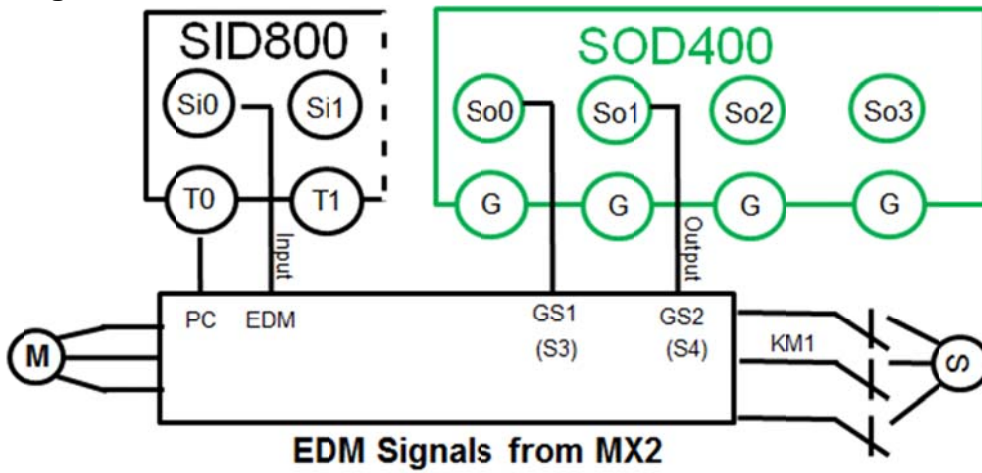 SID800
SOD400
Si0
Si1
So0
So1
So2
So3
T0
T1
G
G
G
G
Input
Output
PC
EDM
GS1
GS2
(S3)
(S4)
KM1
M
S
EDM Signals from MX2